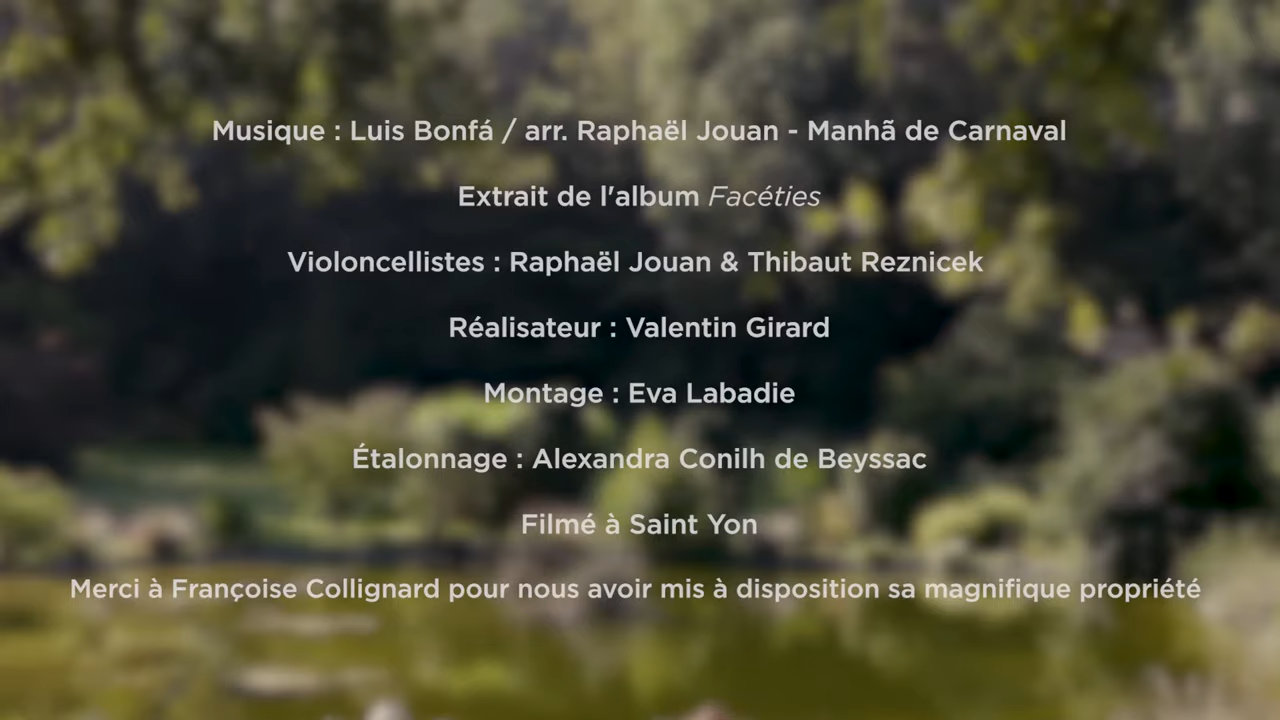 Musique : Luis Bonfá / arr. Raphaël Jouan - Manhã de Carnaval
Extrait de l'album Facéties
Violoncellistes : Raphaël Jouan & Thibaut Reznicek
Réalisateur : Valentin Girard
Montage : Eva Labadie
Étalonnage : Alexandra Conilh de Beyssac
Filmé à Saint Yon
Merci à Françoise Collignard pour nous avoir mis à disposition sa magnifique propriété